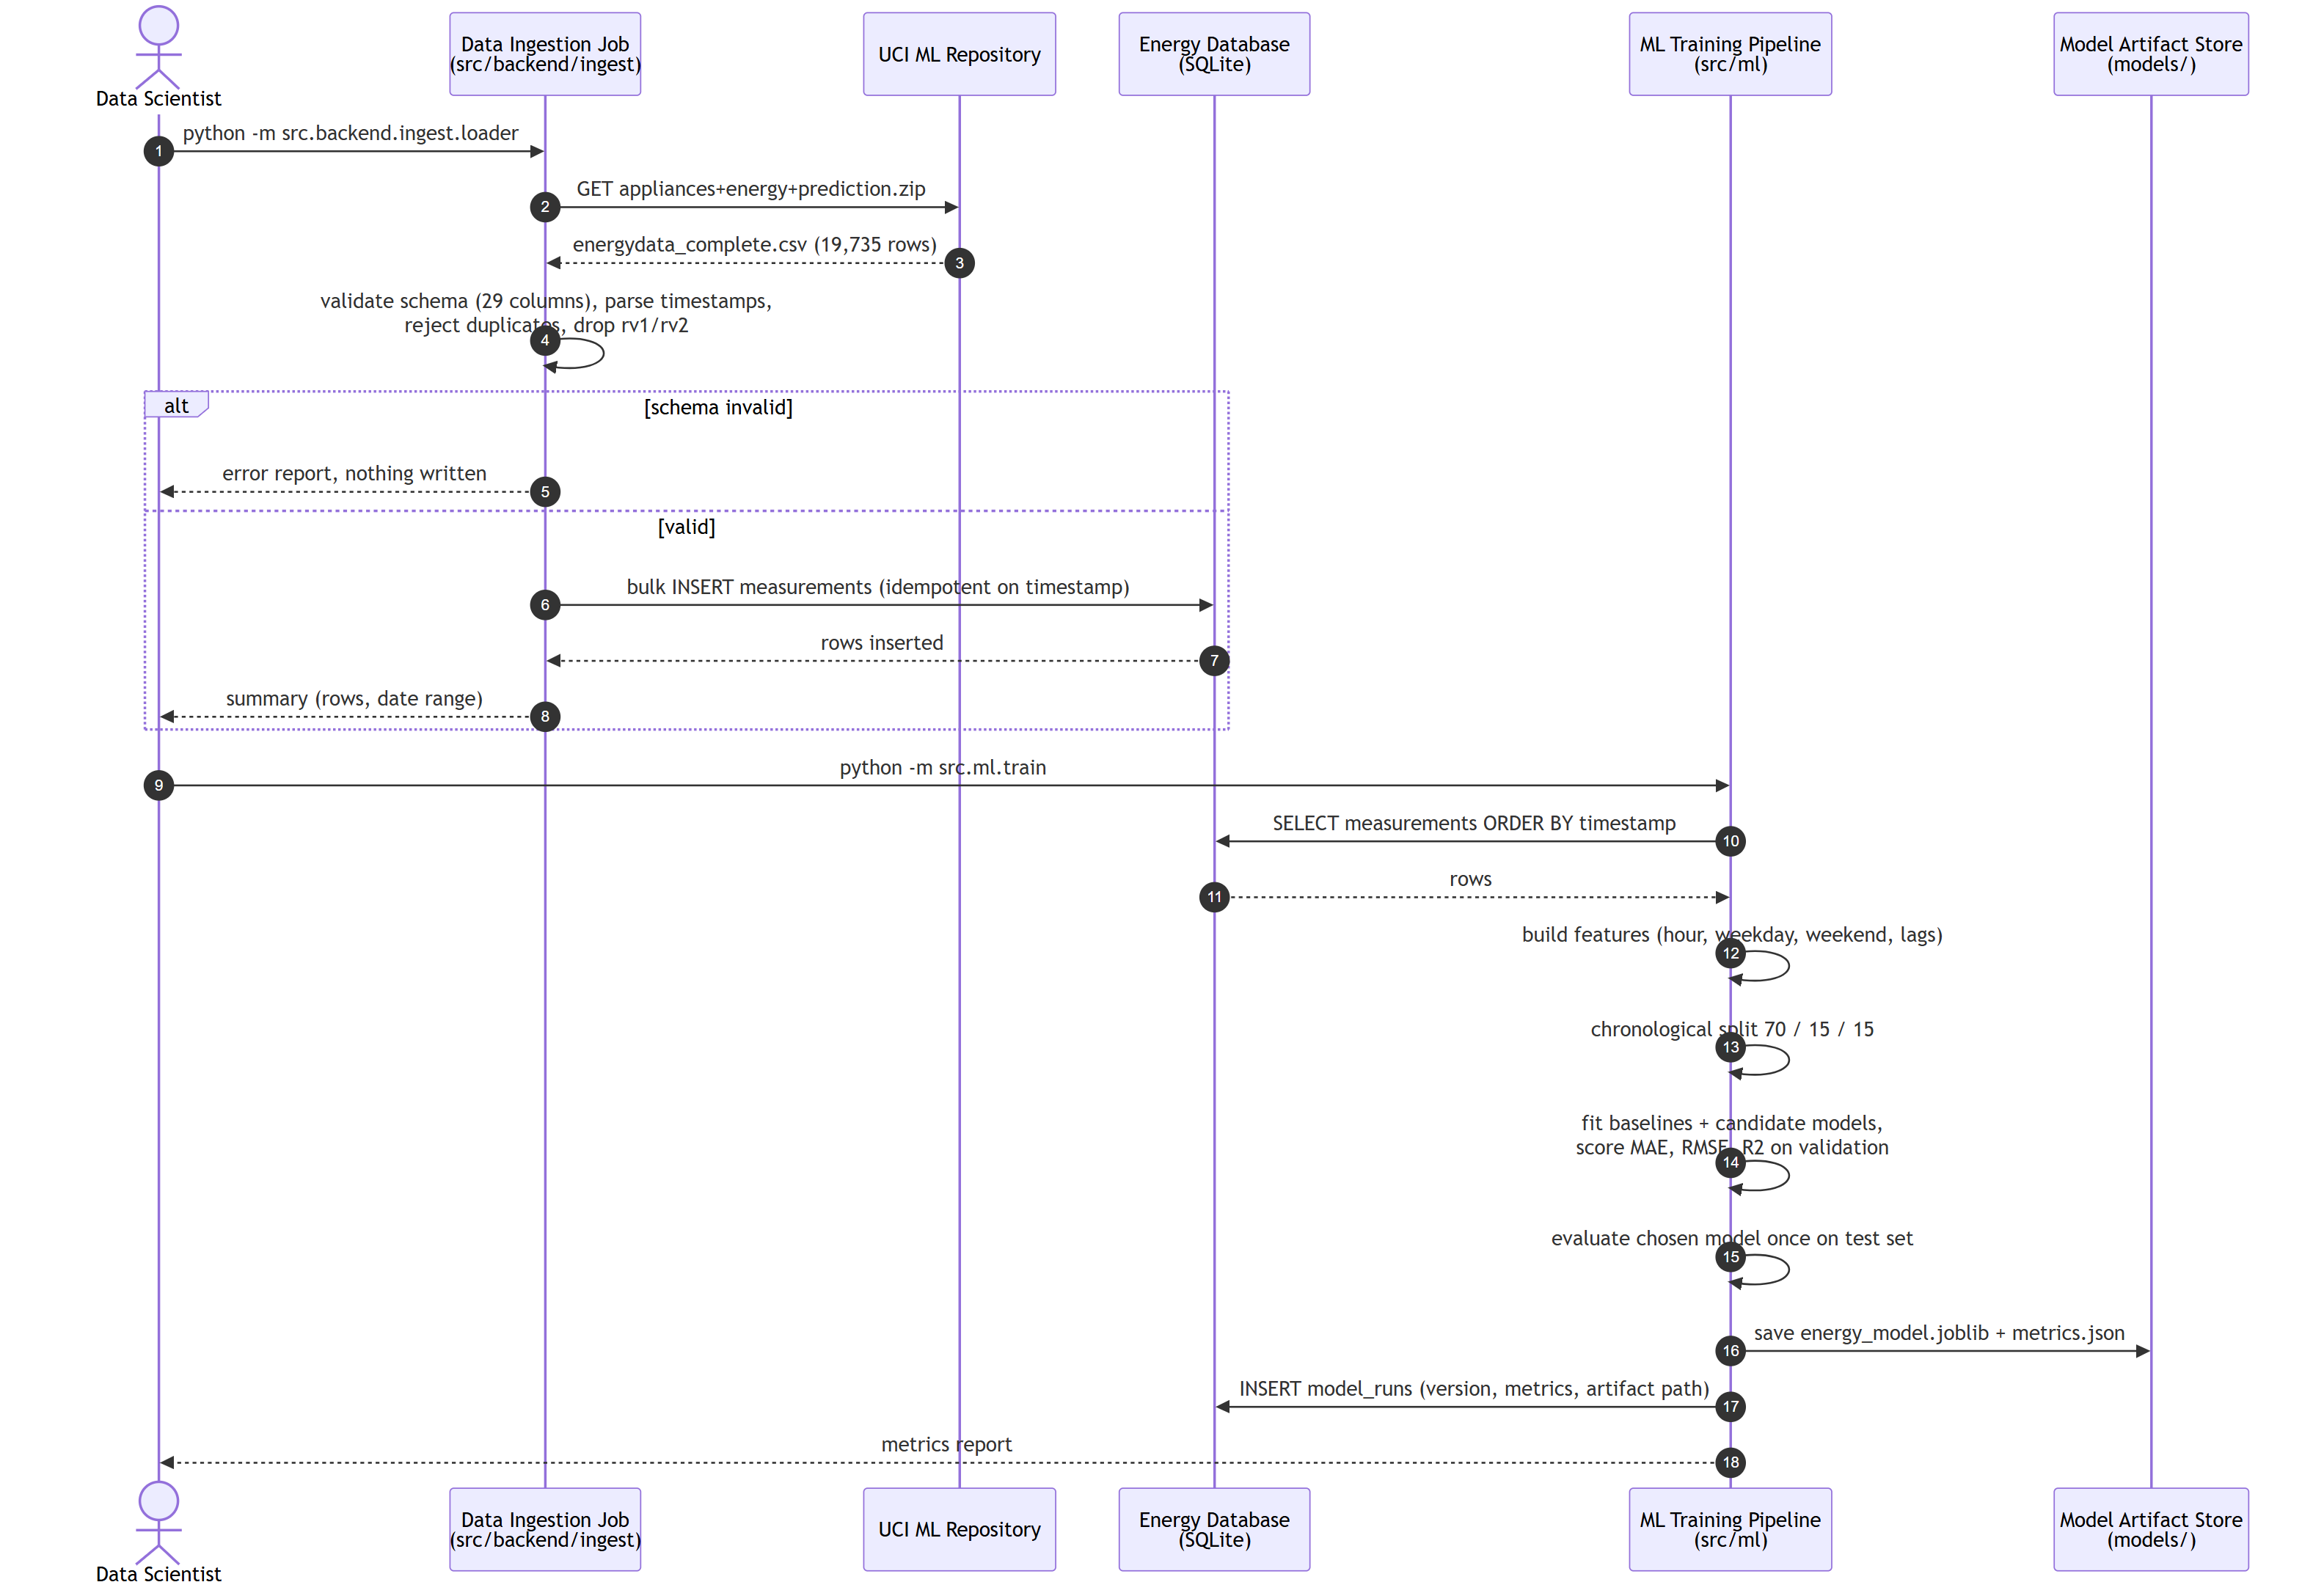 Data Scientist
Data Ingestion Job
(src/backend/ingest)
UCI ML Repository
Energy Database
(SQLite)
ML Training Pipeline
(src/ml)
Model Artifact Store
(models/)
1
python -m src.backend.ingest.loader
2
GET appliances+energy+prediction.zip
energydata_complete.csv (19,735 rows)
3
validate schema (29 columns), parse timestamps,
reject duplicates, drop rv1/rv2
4
alt
[schema invalid]
error report, nothing written
5
[valid]
bulk INSERT measurements (idempotent on timestamp)
6
rows inserted
7
summary (rows, date range)
8
python -m src.ml.train
9
SELECT measurements ORDER BY timestamp
10
rows
11
build features (hour, weekday, weekend, lags)
12
chronological split 70 / 15 / 15
13
fit baselines + candidate models,
score MAE, RMSE, R2 on validation
14
evaluate chosen model once on test set
15
save energy_model.joblib + metrics.json
16
INSERT model_runs (version, metrics, artifact path)
17
metrics report
18
Data Scientist
Data Ingestion Job
(src/backend/ingest)
UCI ML Repository
Energy Database
(SQLite)
ML Training Pipeline
(src/ml)
Model Artifact Store
(models/)